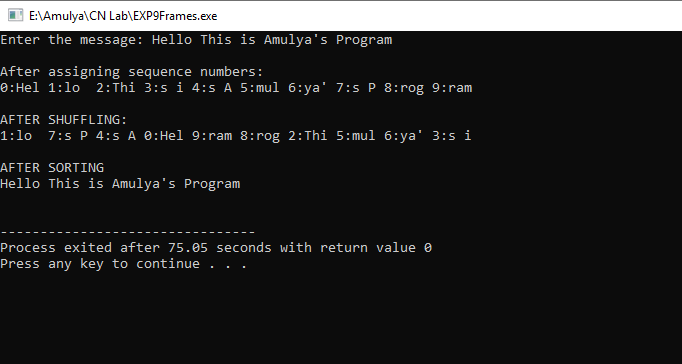 E:\Amulya\CN Lab\EXP9Frames.exe
Enter the message: Hello This is Amulya's Program
After assigning sequence numbers:
0:Hel 1:lo  2:Thi 3:s i 4:s A 5:mul 6:ya' 7:s P 8:rog 9:ram
AFTER SHUFFLING:
1:lo  7:s P 4:s A 0:Hel 9:ram 8:rog 2:Thi 5:mul 6:ya' 3:s i
AFTER SORTING
Hello This is Amulya's Program
--------------------------------
Process exited after 75.05 seconds with return value 0
Press any key to continue . . .